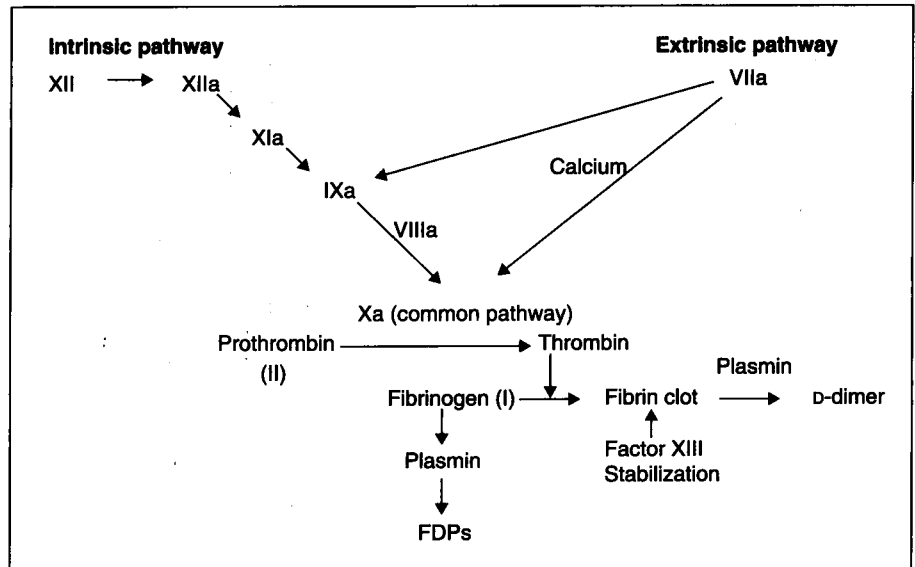 Intrinsic pathway
Extrinsic pathway
XII
XIIa
VIIa
XIa
Calcium
IXa
VIIIa
Xa (common pathway)
Prothrombin
Thrombin
(II)
Plasmin
Fibrinogen (I)
Fibrin clot
D-dimer
Plasmin
Factor XIII
Stabilization
FDPs